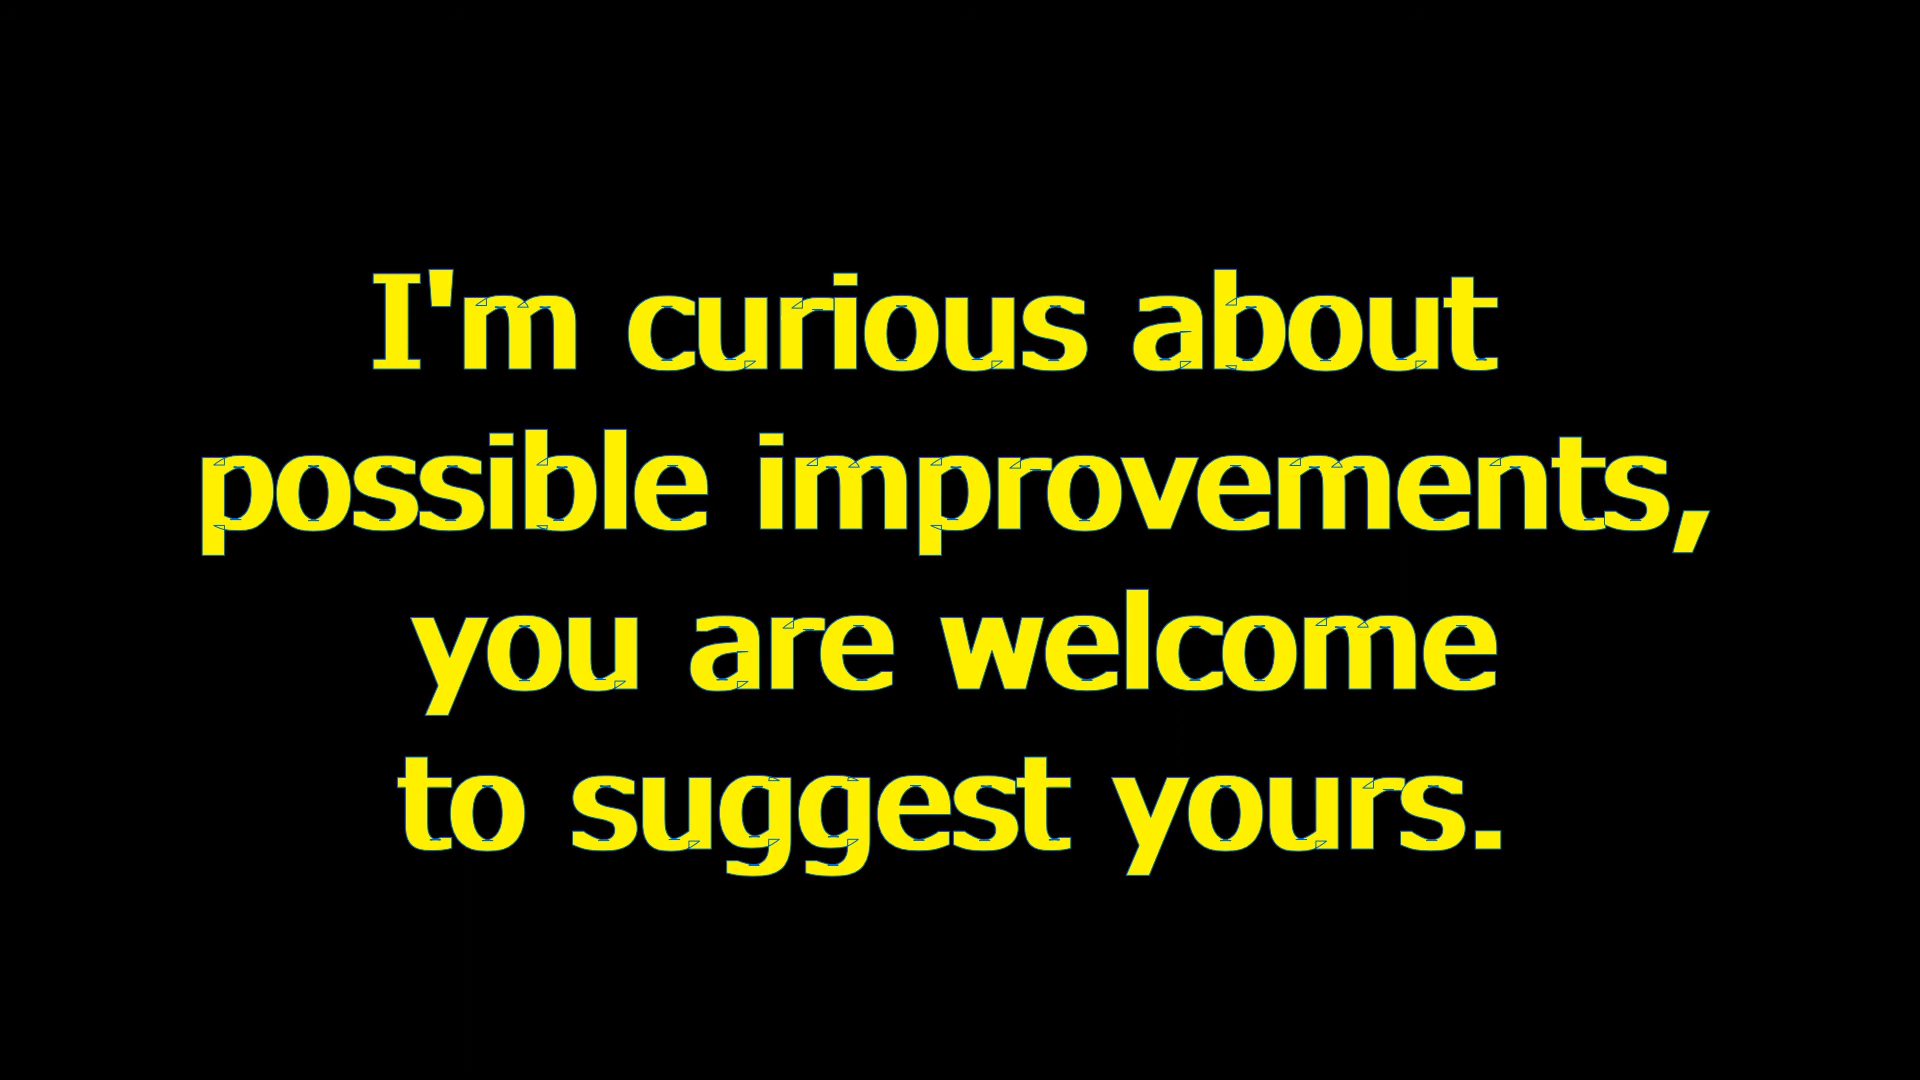 I'm curious about
possible improvements,
you are welcome
to suggest yours.